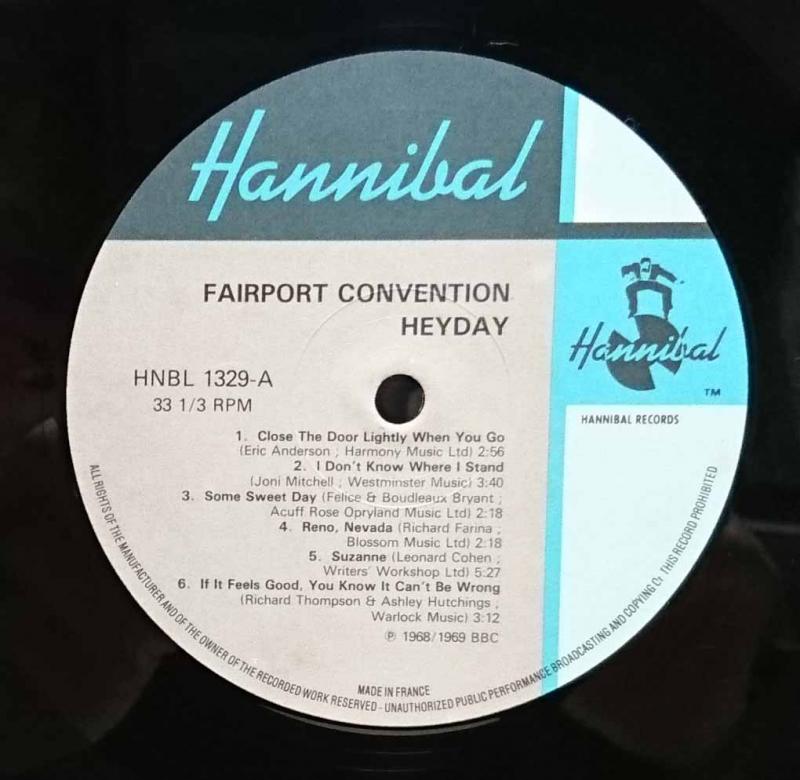 Hannibal
FAIRPORT CONVENTION
HEYDAY
Hannibal
TM
HNBL 1329-A
33 1/3 RPM
HANNIBAL RECORDS
1. Close The Door Lightly When You Go
(Eric Anderson ; Harmony Music Ltd) 2:56
2. I Don't Know Where I Stand
(Joni Mitchell ; Westminster Music) 3:40
3. Some Sweet Day (Felice & Boudleaux Bryant ;
Acuff Rose Opryland Music Ltd) 2:18
4. Reno, Nevada (Richard Farina ;
Blossom Music Ltd) 2:18
5. Suzanne (Leonard Cohen ;
Writers' Workshop Ltd) 5:27
6. If It Feels Good, You Know It Can't Be Wrong
(Richard Thompson & Ashley Hutchings ;
Warlock Music) 3:12
℗ 1968/1969 BBC
MADE IN FRANCE
ALL RIGHTS OF THE MANUFACTURER AND OF THE OWNER OF THE RECORDED WORK RESERVED - UNAUTHORIZED PUBLIC PERFORMANCE BROADCASTING AND COPYING OF THIS RECORD PROHIBITED